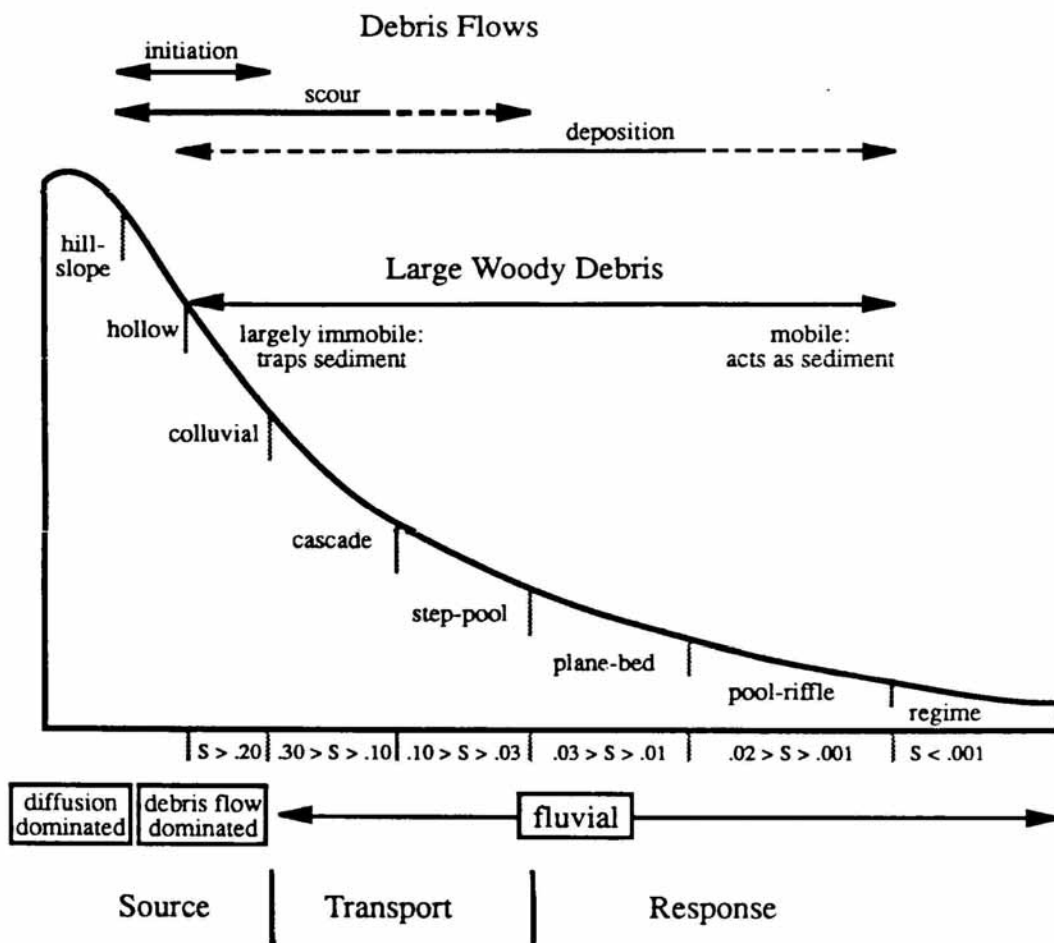 Debris Flows
initiation
scour
deposition
hill-
slope
Large Woody Debris
hollow
largely immobile:
traps sediment
mobile:
acts as sediment
colluvial
cascade
step-pool
plane-bed
pool-riffle
regime
S > .20
.30 > S > .10
.10 > S > .03
.03 > S > .01
.02 > S > .001
S < .001
diffusion
dominated
debris flow
dominated
fluvial
Source
Transport
Response